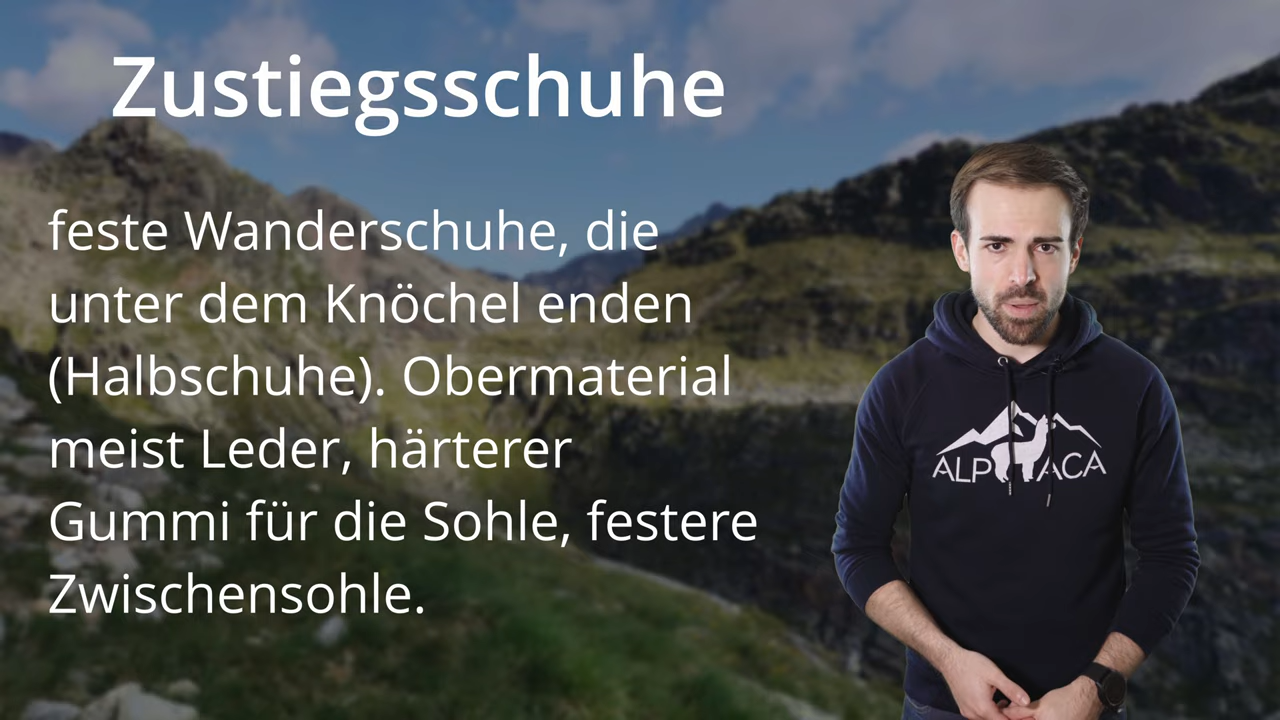 Zustiegsschuhe
feste Wanderschuhe, die
unter dem Knöchel enden
(Halbschuhe). Obermaterial
meist Leder, härterer
Gummi für die Sohle, festere
Zwischensohle.
ALPACA